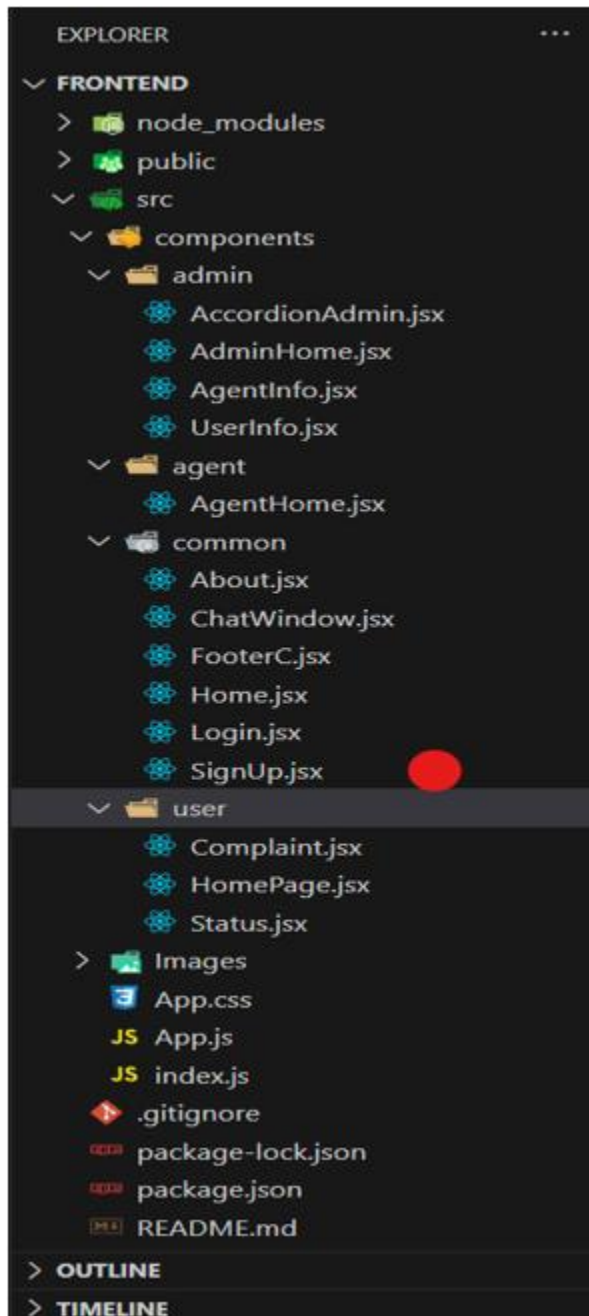 EXPLORER ...
FRONTEND
node_modules
public
src
components
admin
AccordionAdmin.jsx
AdminHome.jsx
AgentInfo.jsx
UserInfo.jsx
agent
AgentHome.jsx
common
About.jsx
ChatWindow.jsx
FooterC.jsx
Home.jsx
Login.jsx
SignUp.jsx
user
Complaint.jsx
HomePage.jsx
Status.jsx
Images
App.css
JS App.js
JS index.js
.gitignore
package-lock.json
package.json
README.md
OUTLINE
TIMELINE